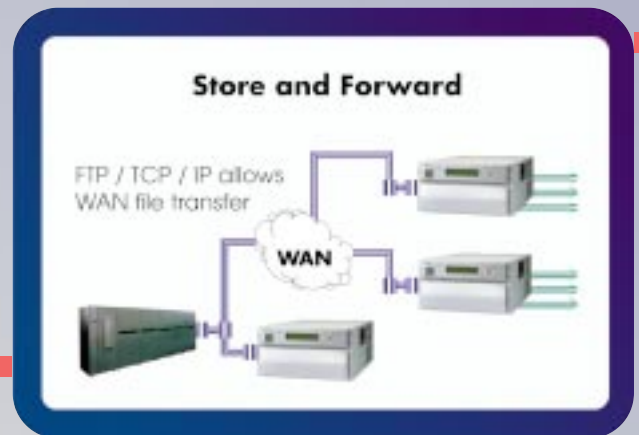 Store and Forward
FTP / TCP / IP allows
WAN file transfer
WAN